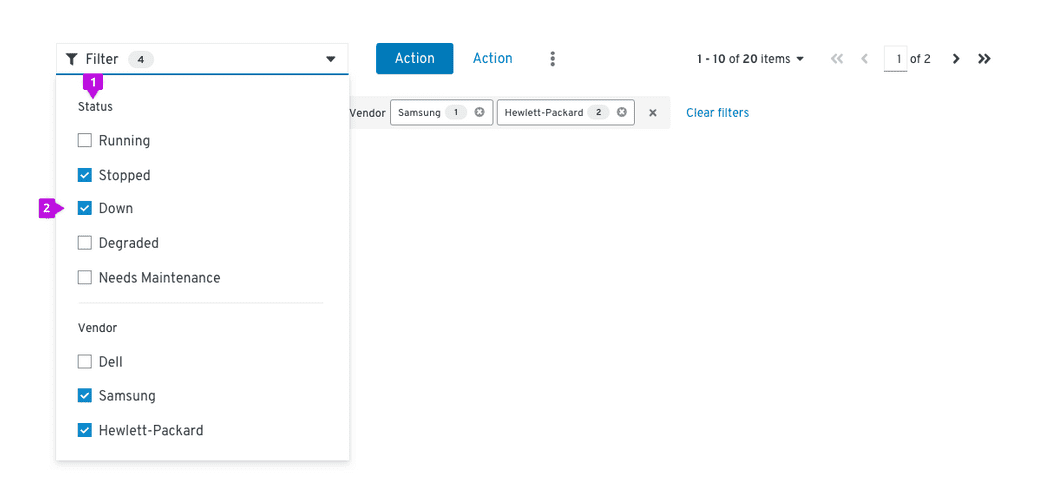 Filter 4
Action
Action
1 - 10 of 20 items
1 of 2
1
Status
Vendor Samsung 1 Hewlett-Packard 2
Clear filters
Running
Stopped
2
Down
Degraded
Needs Maintenance
Vendor
Dell
Samsung
Hewlett-Packard